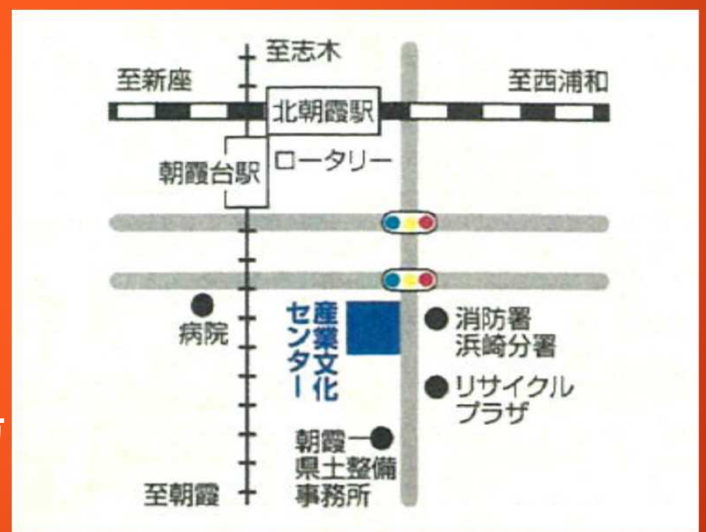 至志木
至新座
至西浦和
北朝霞駅
ロータリー
朝霞台駅
病院
産業文化
センター
消防署
浜崎分署
リサイクル
プラザ
朝霞
県土整備
事務所
至朝霞